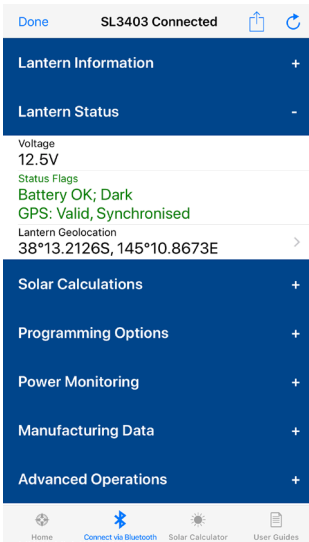 Done SL3403 Connected
Lantern Information +
Lantern Status -
Voltage
12.5V
Status Flags
Battery OK; Dark
GPS: Valid, Synchronised
Lantern Geolocation
38°13.2126S, 145°10.8673E
Solar Calculations +
Programming Options +
Power Monitoring +
Manufacturing Data +
Advanced Operations +
Home Connect via Bluetooth Solar Calculator User Guides